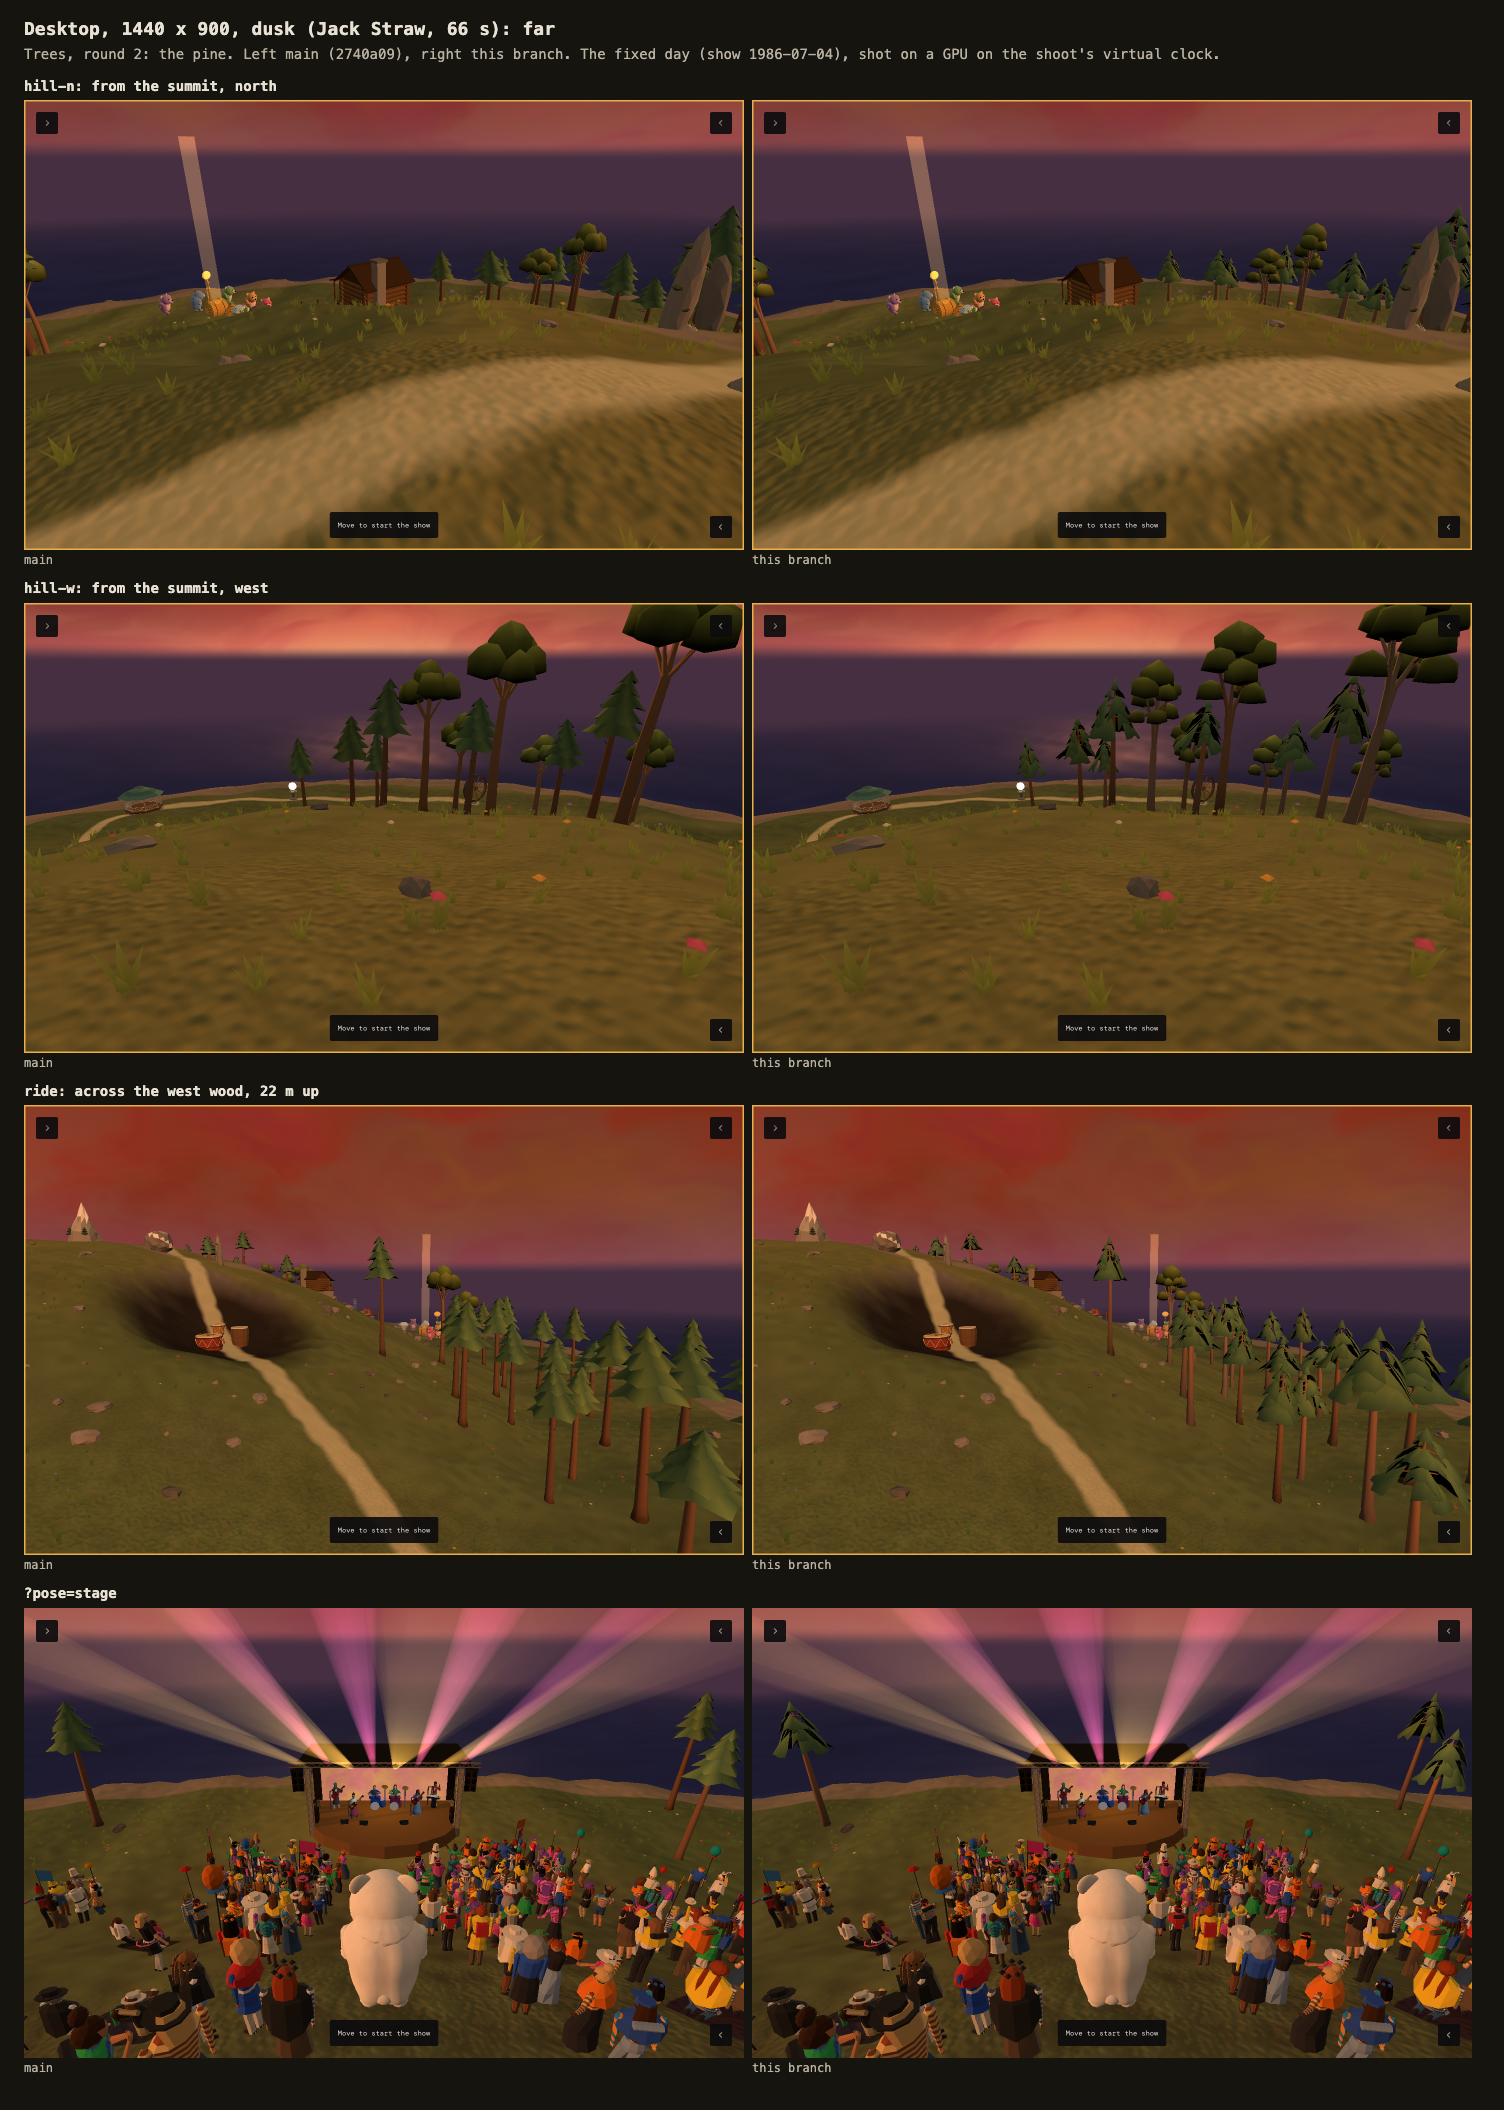 Desktop, 1440 x 900, dusk (Jack Straw, 66 s): far
Trees, round 2: the pine. Left main (2740a09), right this branch. The fixed day (show 1986-07-04), shot on a GPU on the shoot's virtual clock.
hill-n: from the summit, north
Move to start the show
Move to start the show
main
this branch
hill-w: from the summit, west
Move to start the show
Move to start the show
main
this branch
ride: across the west wood, 22 m up
Move to start the show
Move to start the show
main
this branch
?pose=stage
Move to start the show
Move to start the show
main
this branch